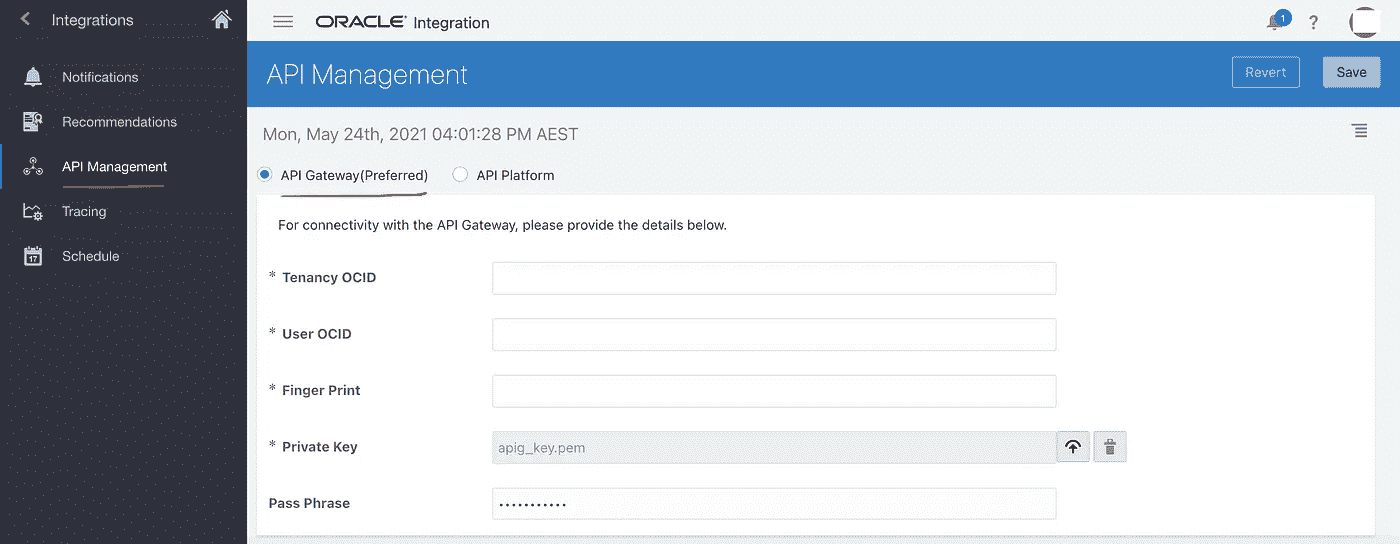 Integrations
Notifications
Recommendations
API Management
Tracing
17
Schedule
ORACLE® Integration
1
?
API Management
Revert
Save
Mon, May 24th, 2021 04:01:28 PM AEST
API Gateway(Preferred)
API Platform
For connectivity with the API Gateway, please provide the details below.
* Tenancy OCID
* User OCID
* Finger Print
* Private Key
apig_key.pem
Pass Phrase
•••••••••••